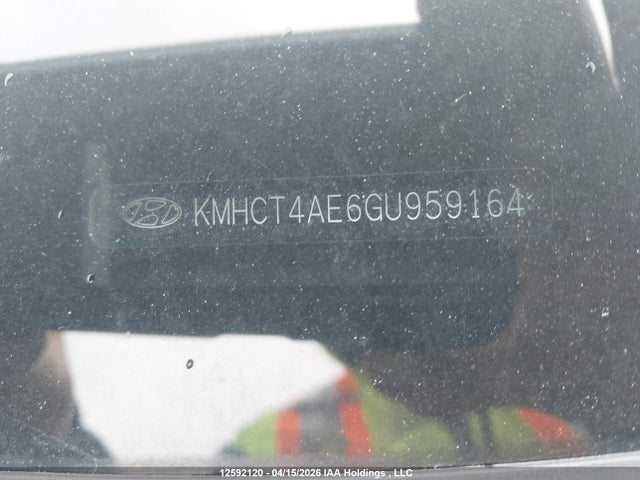 KMHCT4AE6GU959164
12592120 - 04/15/2026 IAA Holdings , LLC